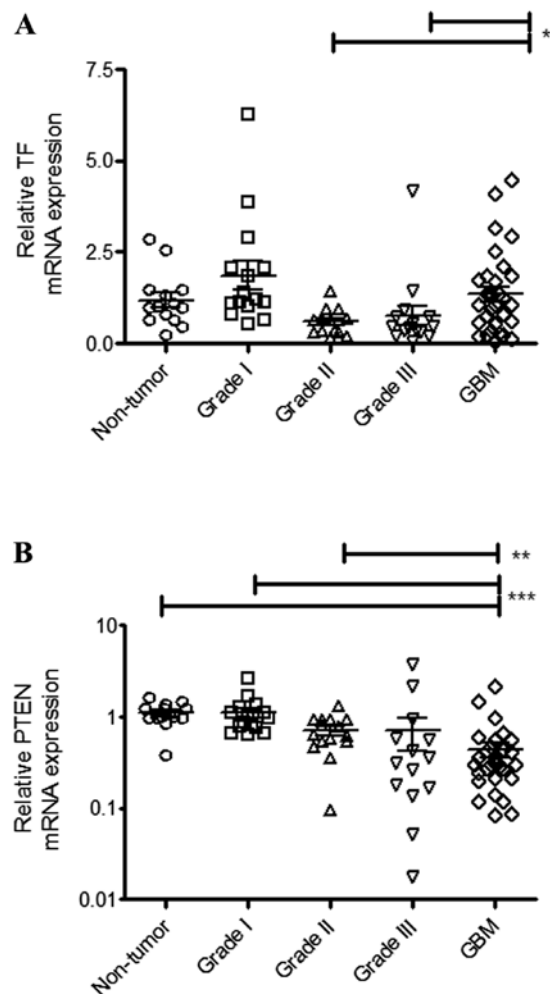 A
*
Relative TF
mRNA expression
7.5
5.0
2.5
0.0
Non-tumor
Grade I
Grade II
Grade III
GBM
B
**
***
Relative PTEN
mRNA expression
10
1
0.1
0.01
Non-tumor
Grade I
Grade II
Grade III
GBM